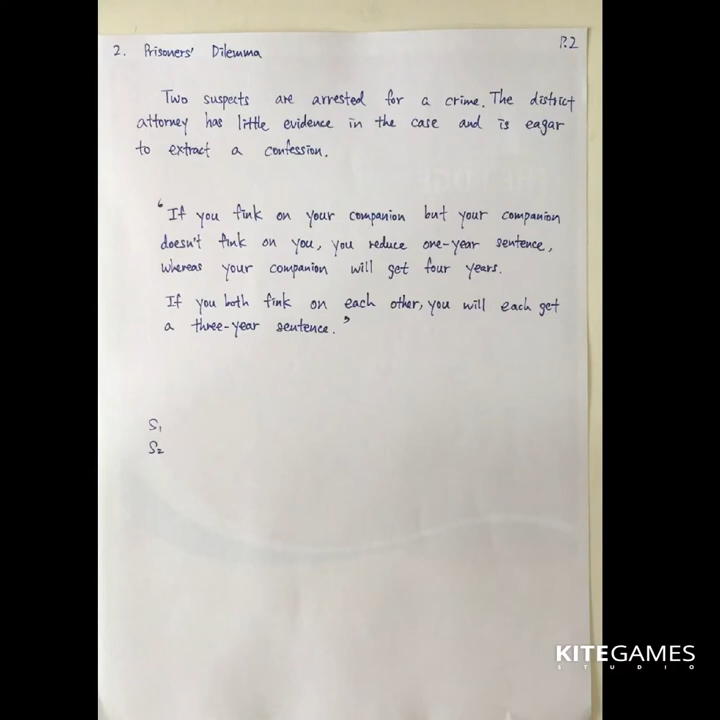 P.2
2. Prisoners' Dilemma
Two suspects are arrested for a crime. The district
attorney has little evidence in the case and is eagar
to extract a confession.
"If you fink on your companion but your companion
doesn't fink on you, you reduce one-year sentence,
whereas your companion will get four years.
If you both fink on each other, you will each get
a three-year sentence."
S₁
S₂
KITEGAMES
STUDIO